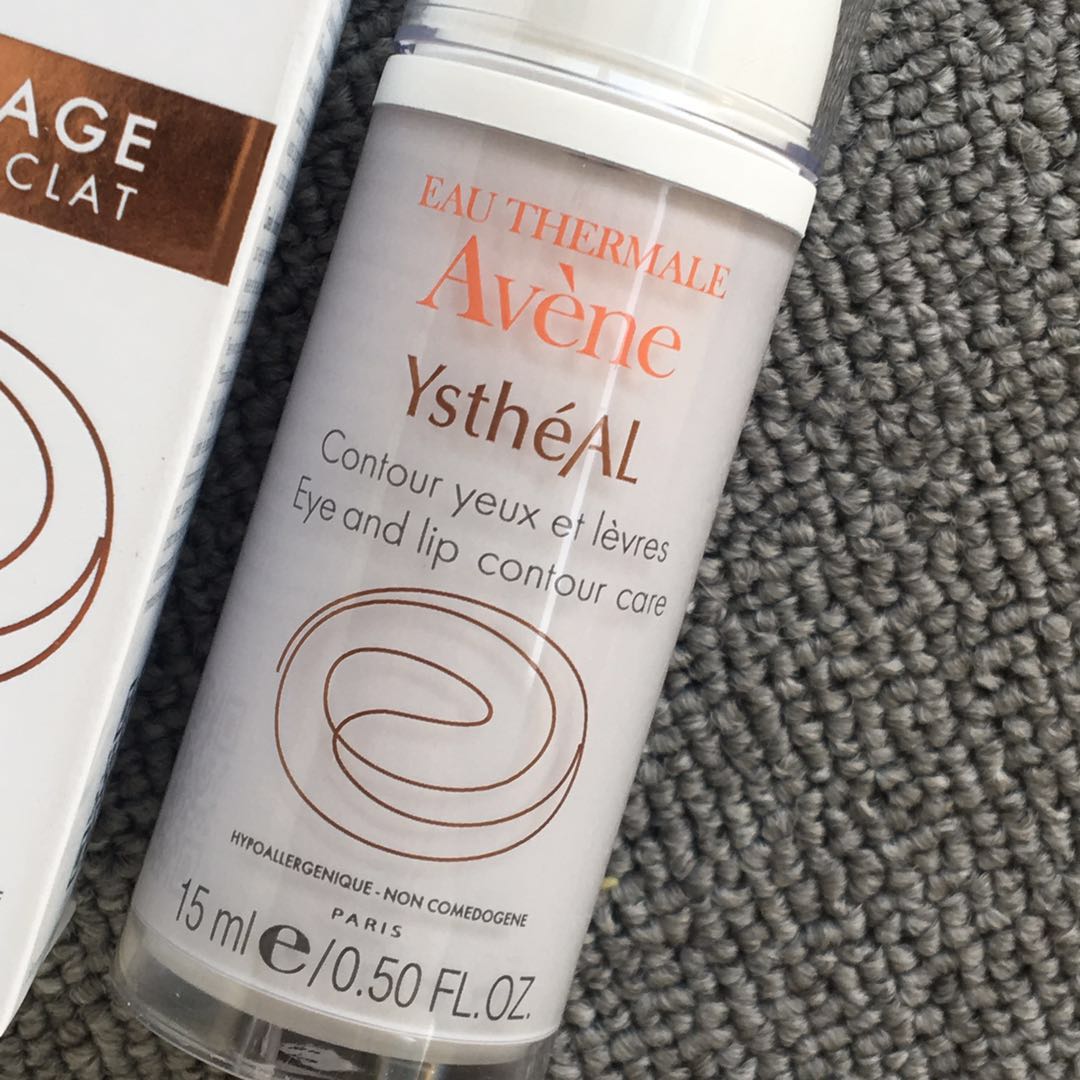 AGE
CLAT
EAU THERMALE
Avène
YsthéAL
Contour yeux et lèvres
Eye and lip contour care
HYPOALLERGENIQUE - NON COMEDOGENE
PARIS
15 ml e/0.50 FL.OZ.